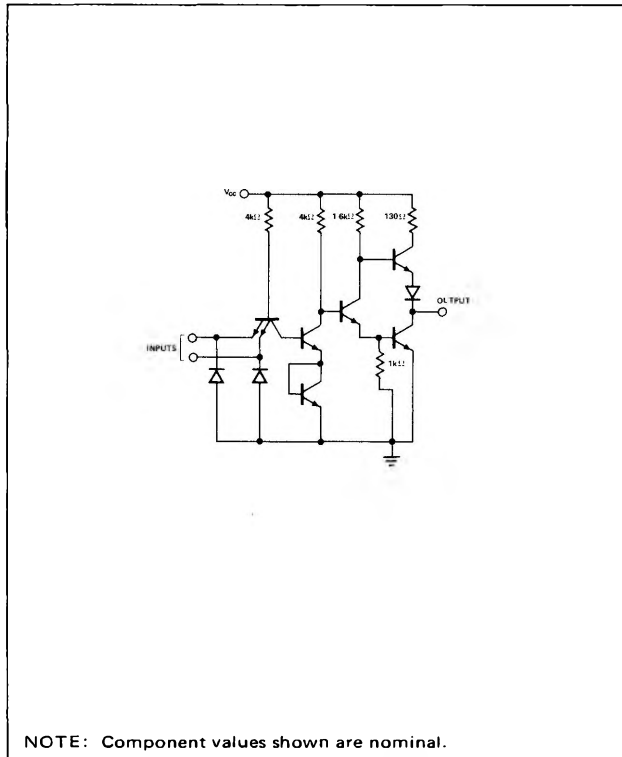 VCC
4kΩ 4kΩ 1.6kΩ 130Ω
OUTPUT
INPUTS
1kΩ
NOTE: Component values shown are nominal.